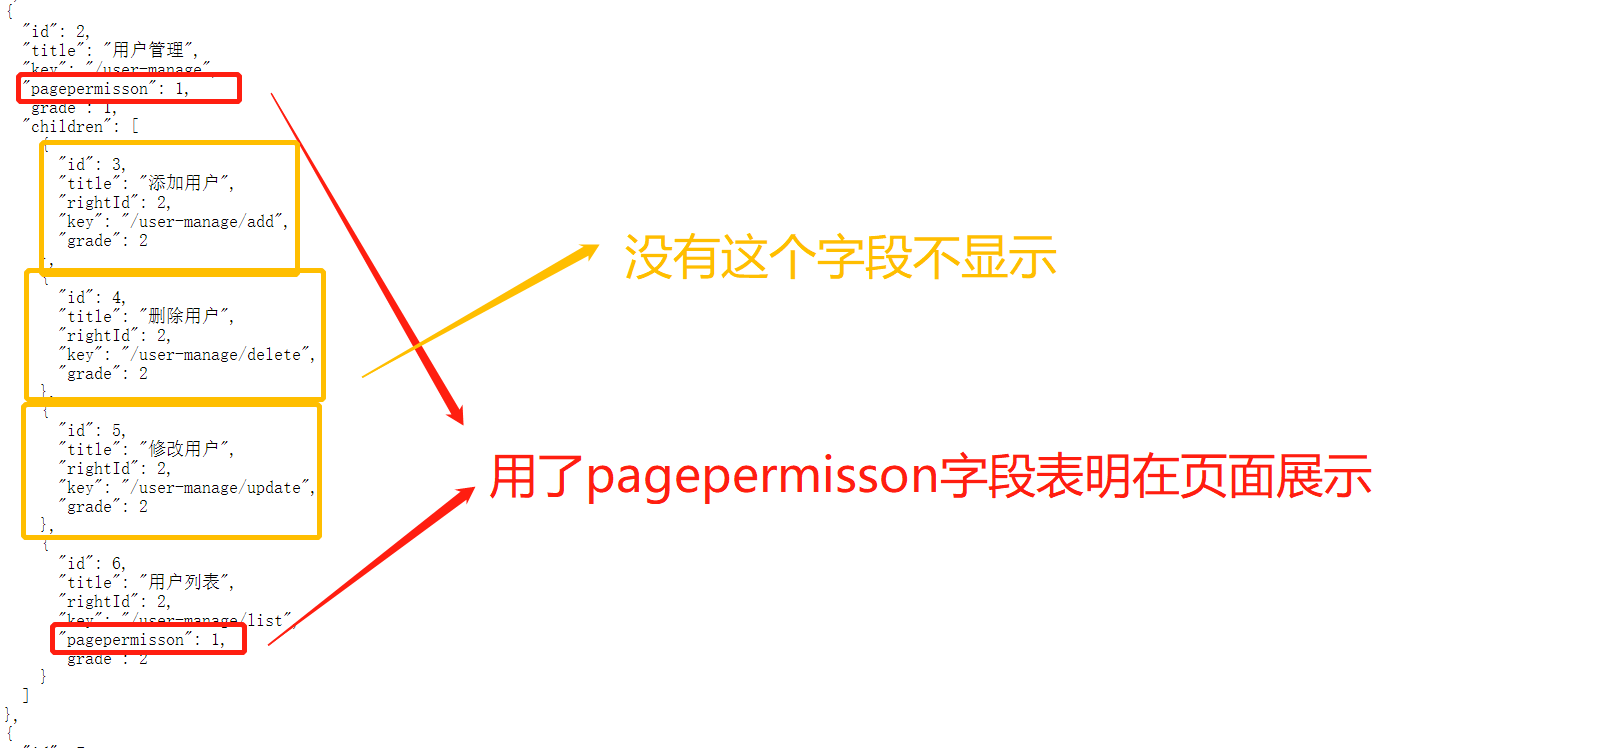 {
"id": 2,
"title": "用户管理",
"key": "/user-manage",
"pagepermisson": 1,
"grade": 1,
"children": [
{
"id": 3,
"title": "添加用户",
"rightId": 2,
"key": "/user-manage/add",
"grade": 2
},
{
"id": 4,
"title": "删除用户",
"rightId": 2,
"key": "/user-manage/delete",
"grade": 2
},
{
"id": 5,
"title": "修改用户",
"rightId": 2,
"key": "/user-manage/update",
"grade": 2
},
{
"id": 6,
"title": "用户列表",
"rightId": 2,
"key": "/user-manage/list",
"pagepermisson": 1,
"grade": 2
}
]
},
{
没有这个字段不显示
用了pagepermisson字段表明在页面展示